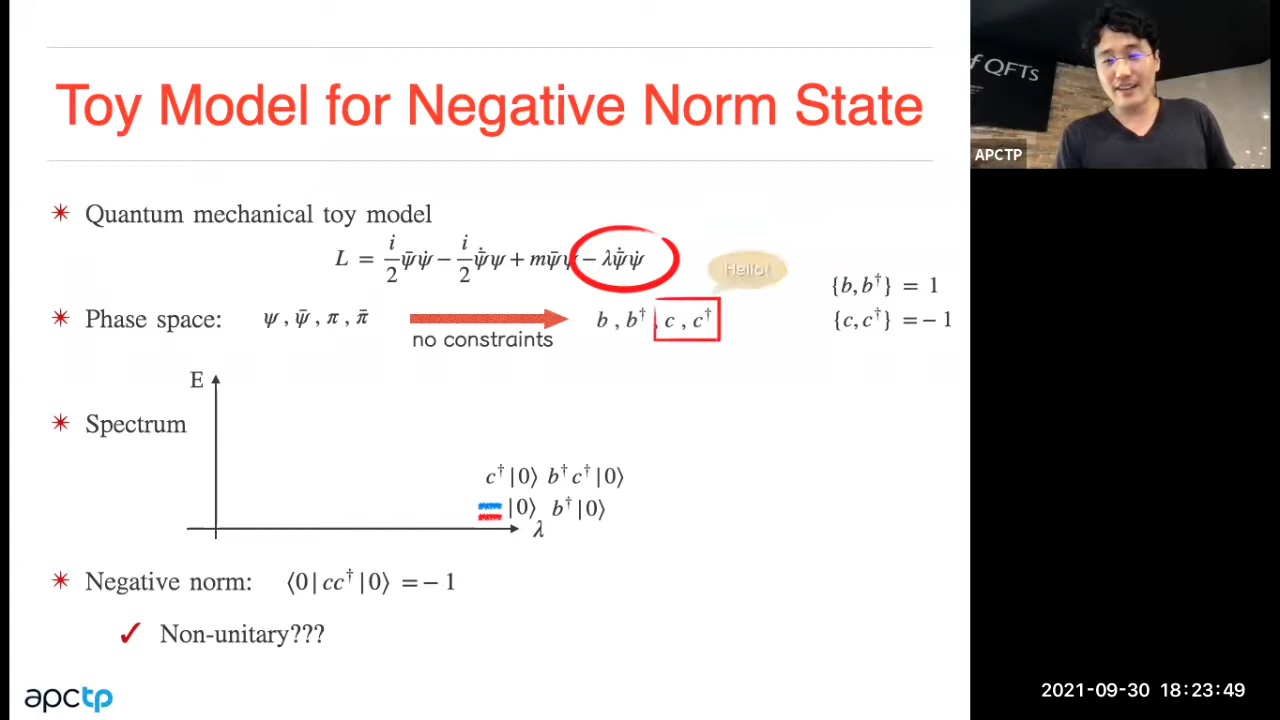 Toy Model for Negative Norm State
✴ Quantum mechanical toy model
L = i/2 ψ̄ψ̇ − i/2 ψ̄̇ψ + mψ̄ψ − λψ̄̇ψ̇
Hello!
{b, b†} = 1
✴ Phase space: ψ , ψ̄ , π , π̄
b , b† , c , c†
{c, c†} = − 1
no constraints
E
✴ Spectrum
c†|0⟩ b†c†|0⟩
|0⟩ b†|0⟩
λ
✴ Negative norm: ⟨0|cc†|0⟩ = − 1
✓ Non-unitary???
apctp
f QFTs
APCTP
2021-09-30 18:23:49